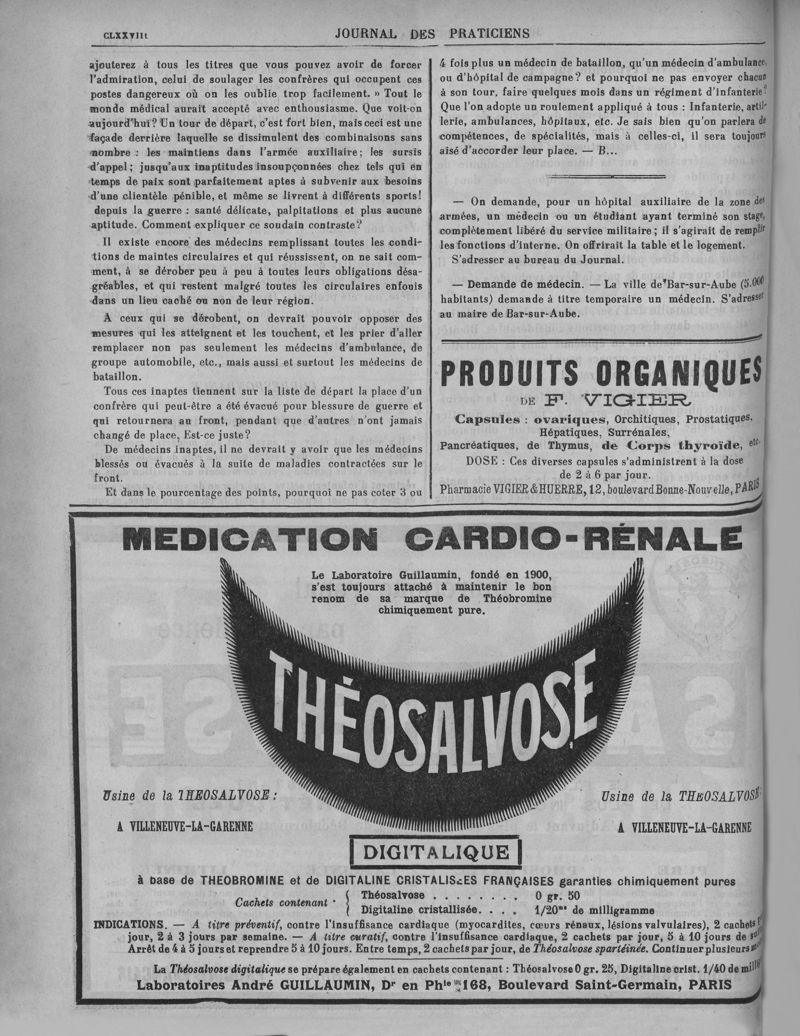 CLXXVIII
JOURNAL DES PRATICIENS
ajoutera à tous les titres que vous pouvez avoir de forcer
l'admiration, celui de soulager les confrères qui occupent ces
postes dangereux où on les oublie trop facilement. » Tout le
monde médical aurait accepté avec enthousiasme. Que voit-on
aujourd'hui? Un tour de départ, c'est fort bien, mais ceci est une
façade derrière laquelle se dissimulent des combinaisons sans
nombre : les maintiens dans l'armée auxiliaire; les sursis
d'appel; jusqu'aux inaptitudes insoupçonnées chez tels qui en
temps de paix sont parfaitement aptes à subvenir aux besoins
d'une clientèle pénible, et même se livrent à différents sports!
depuis la guerre : santé délicate, palpitations et plus aucune
aptitude. Comment expliquer ce soudain contraste?
Il existe encore des médecins remplissant toutes les condi-
tions de maintes circulaires et qui réussissent, on ne sait com-
ment, à se dérober peu à peu à toutes leurs obligations désa-
gréables, et qui restent malgré toutes les circulaires enfouis
dans un lieu caché ou non de leur région.
A ceux qui se dérobent, on devrait pouvoir opposer des
mesures qui les atteignent et les touchent, et les prier d'aller
remplacer non pas seulement les médecins d'ambulance, de
groupe automobile, etc., mais aussi et surtout les médecins de
bataillon.
Tous ces inaptes tiennent sur la liste de départ la place d'un
confrère qui peut-être a été évacué pour blessure de guerre et
qui retournera au front, pendant que d'autres n'ont jamais
changé de place. Est-ce juste?
De médecins inaptes, il ne devrait y avoir que les médecins
blessés ou évacués à la suite de maladies contractées sur le
front.
Et dans le pourcentage des points, pourquoi ne pas coter 3 ou
4 fois plus un médecin de bataillon, qu'un médecin d'ambulance
ou d'hôpital de campagne? et pourquoi ne pas envoyer chacun
à son tour, faire quelques mois dans un régiment d'infanterie?
Que l'on adopte un roulement appliqué à tous : Infanterie, artil-
lerie, ambulances, hôpitaux, etc. Je sais bien qu'on parlera de
compétences, de spécialités, mais à celles-ci, il sera toujours
aisé d'accorder leur place. — B...
— On demande, pour un hôpital auxiliaire de la zone des
armées, un médecin ou un étudiant ayant terminé son stage,
complètement libéré du service militaire; il s'agirait de remplir
les fonctions d'interne. On offrirait la table et le logement.
S'adresser au bureau du Journal.
— Demande de médecin. — La ville de Bar-sur-Aube (5.000
habitants) demande à titre temporaire un médecin. S'adresser
au maire de Bar-sur-Aube.
PRODUITS ORGANIQUES
DE F. VIGIER
Capsules : ovariques, Orchitiques, Prostatiques,
Hépatiques, Surrénales,
Pancréatiques, de Thymus, de Corps thyroïde, etc.
DOSE : Ces diverses capsules s'administrent à la dose
de 2 à 6 par jour.
Pharmacie VIGIER & HUERRE, 12, boulevard Bonne-Nouvelle, PARIS
MEDICATION CARDIO-RÉNALE
Le Laboratoire Guillaumin, fondé en 1900,
s'est toujours attaché à maintenir le bon
renom de sa marque de Théobromine
chimiquement pure.
THÉOSALVOSE
Usine de la THEOSALVOSE :
A VILLENEUVE-LA-GARENNE
Usine de la THEOSALVOSE
A VILLENEUVE-LA-GARENNE
DIGITALIQUE
à base de THEOBROMINE et de DIGITALINE CRISTALISéES FRANÇAISES garanties chimiquement pures
Cachets contenant : { Théosalvose . . . . . . . . 0 gr. 50
Digitaline cristallisée. . . . 1/20me de milligramme
INDICATIONS. — A titre préventif, contre l'insuffisance cardiaque (myocardites, cœurs rénaux, lésions valvulaires), 2 cachets
jour, 2 à 3 jours par semaine. — A titre curatif, contre l'insuffisance cardiaque, 2 cachets par jour, 5 à 10 jours de
Arrêt de 4 à 5 jours et reprendre 5 à 10 jours. Entre temps, 2 cachets par jour, de Théosalvose spartéinée. Continuer plusieurs
La Théosalvose digitalique se prépare également en cachets contenant : Théosalvose 0 gr. 25, Digitaline crist. 1/40 de mill
Laboratoires André GUILLAUMIN, Dr en Phie 168, Boulevard Saint-Germain, PARIS